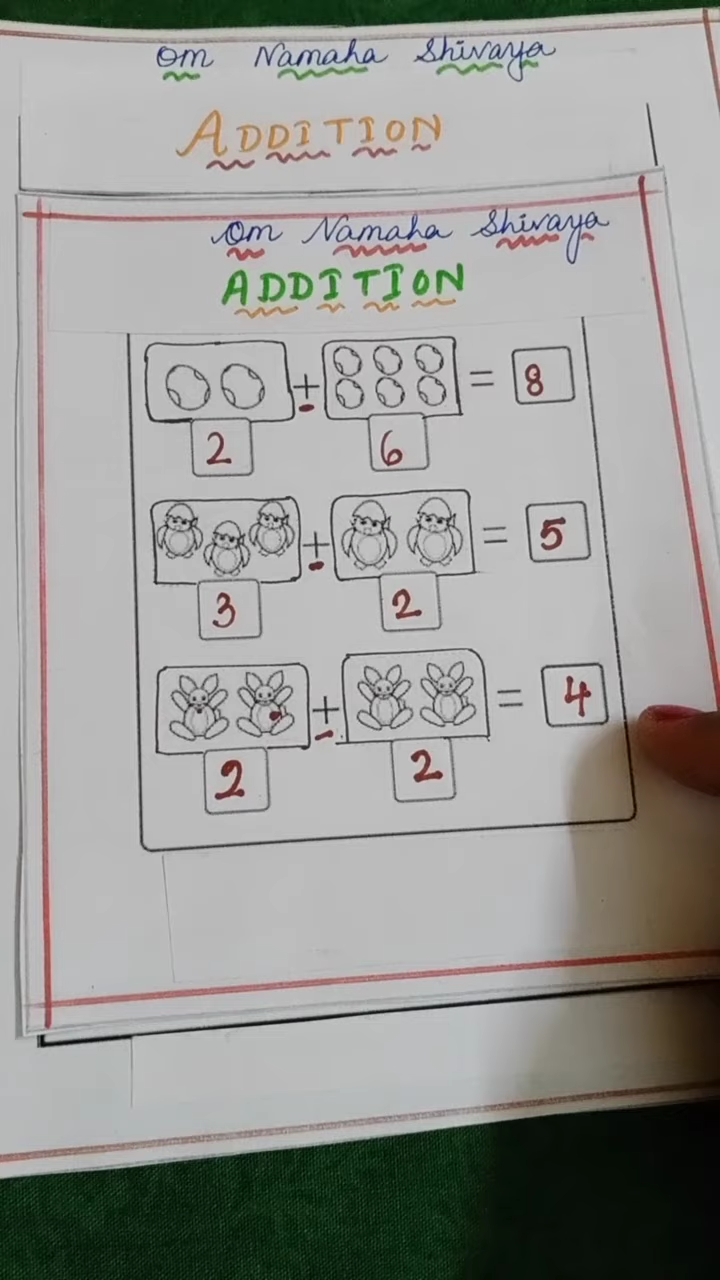 Om Namaha Shivaya
ADDITION
Om Namaha Shivaya
ADDITION
+ = 8
2 6
+ = 5
3 2
+ = 4
2 2